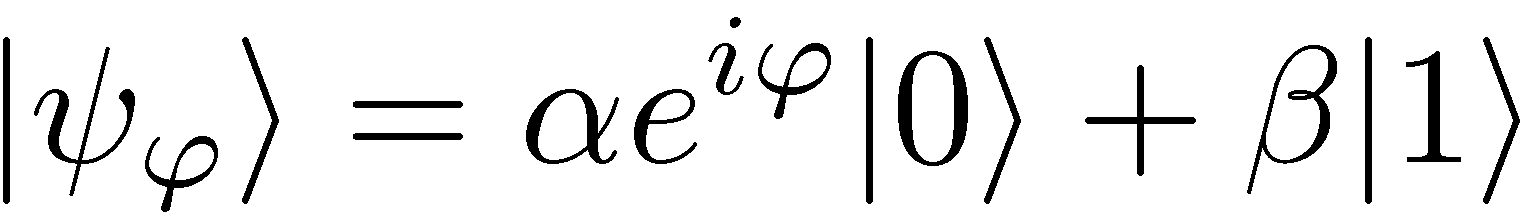 |ψ_φ⟩ = αe^{iφ}|0⟩ + β|1⟩